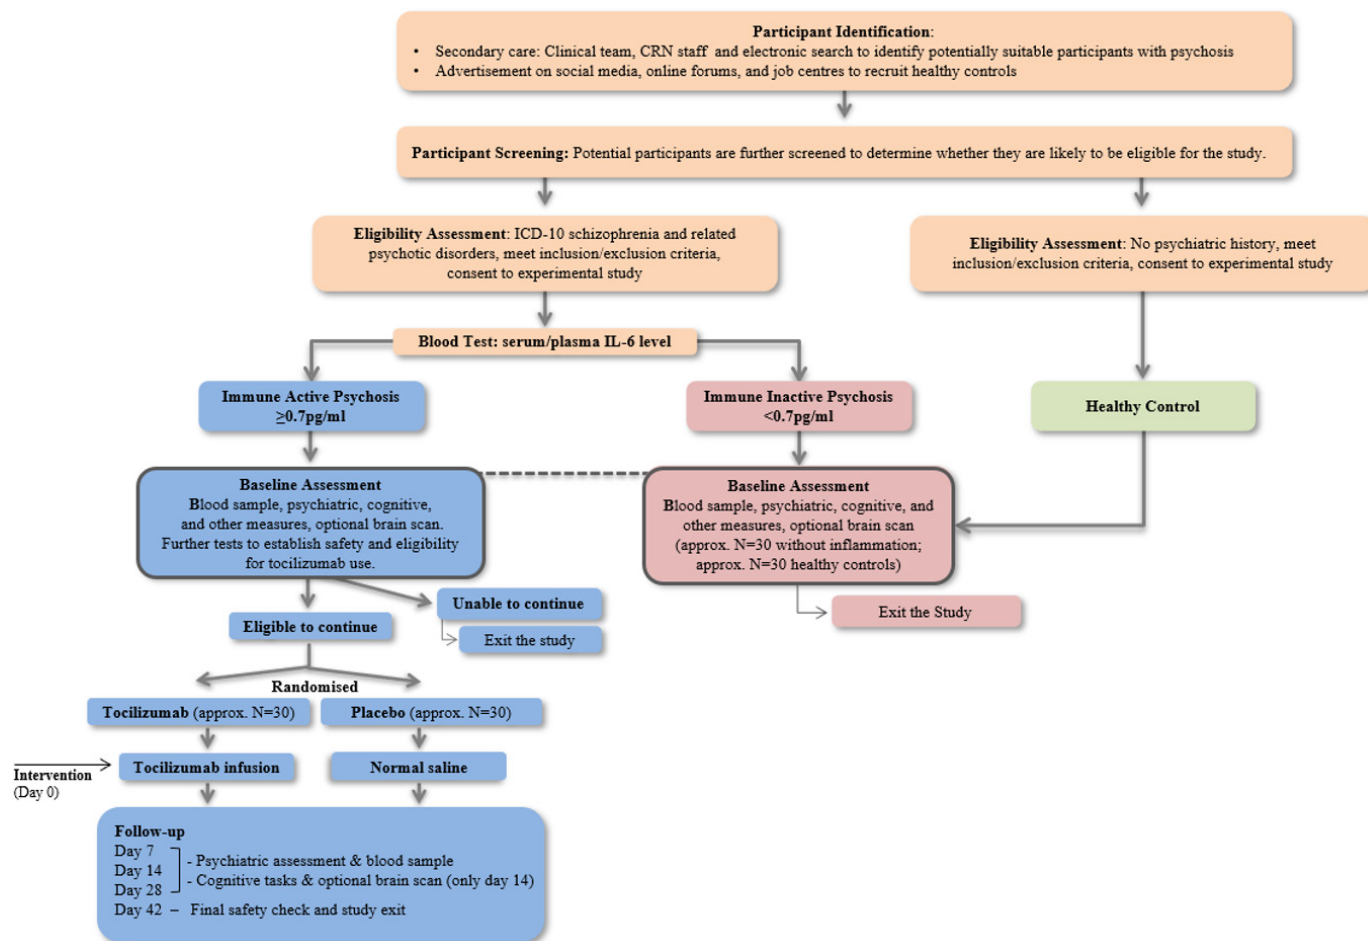 Participant Identification:
• Secondary care: Clinical team, CRN staff and electronic search to identify potentially suitable participants with psychosis
• Advertisement on social media, online forums, and job centres to recruit healthy controls
Participant Screening: Potential participants are further screened to determine whether they are likely to be eligible for the study.
Eligibility Assessment: ICD-10 schizophrenia and related
psychotic disorders, meet inclusion/exclusion criteria,
consent to experimental study
Eligibility Assessment: No psychiatric history, meet
inclusion/exclusion criteria, consent to experimental study
Blood Test: serum/plasma IL-6 level
Immune Active Psychosis
≥0.7pg/ml
Immune Inactive Psychosis
<0.7pg/ml
Healthy Control
Baseline Assessment
Blood sample, psychiatric, cognitive,
and other measures, optional brain scan.
Further tests to establish safety and eligibility
for tocilizumab use.
Baseline Assessment
Blood sample, psychiatric, cognitive, and
other measures, optional brain scan
(approx. N=30 without inflammation;
approx. N=30 healthy controls)
Unable to continue
Exit the study
Exit the Study
Eligible to continue
Randomised
Tocilizumab (approx. N=30)
Placebo (approx. N=30)
Intervention
(Day 0)
Tocilizumab infusion
Normal saline
Follow-up
Day 7
Day 14
Day 28
- Psychiatric assessment & blood sample
- Cognitive tasks & optional brain scan (only day 14)
Day 42 – Final safety check and study exit